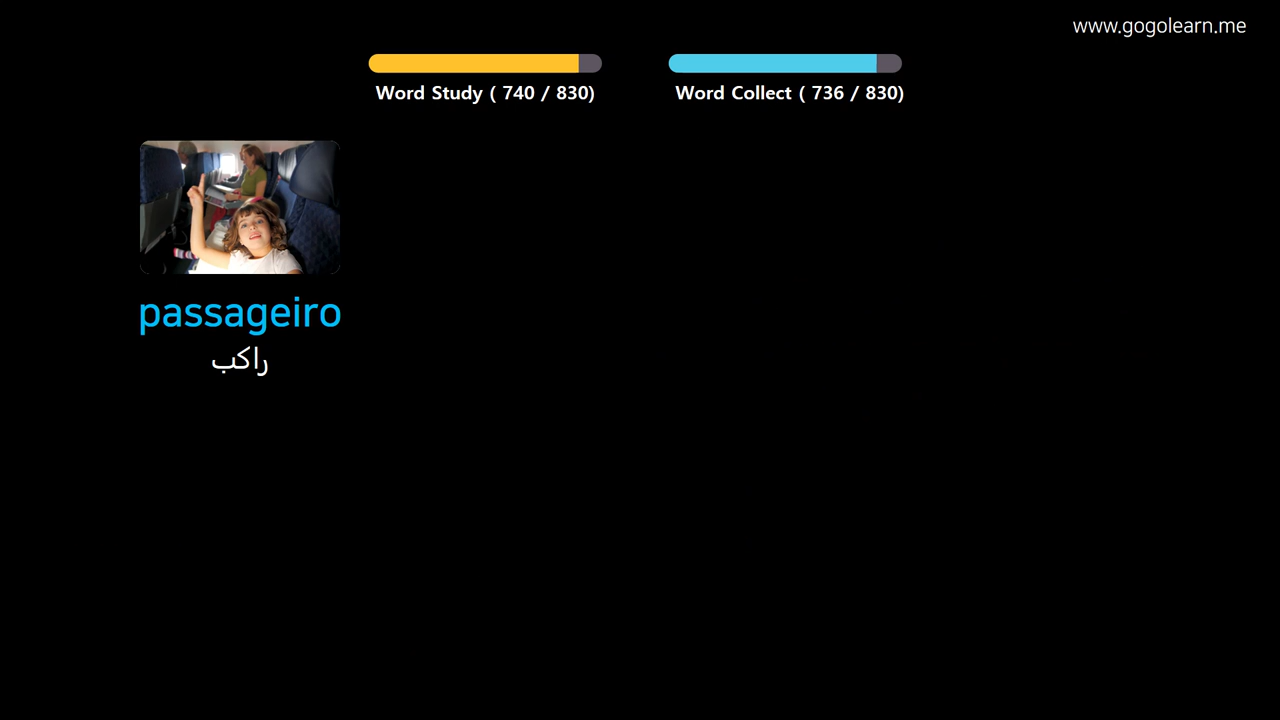 www.gogolearn.me
Word Study ( 740 / 830)
Word Collect ( 736 / 830)
passageiro
راكب